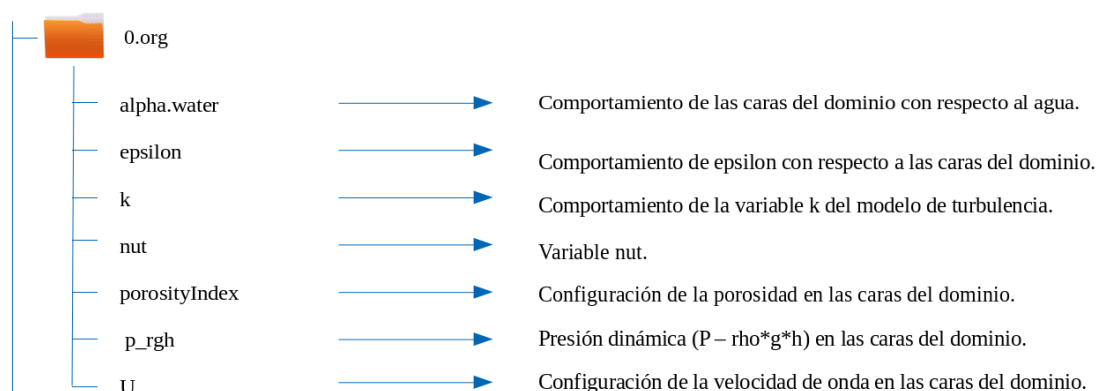 0.org
alpha.water Comportamiento de las caras del dominio con respecto al agua.
epsilon Comportamiento de epsilon con respecto a las caras del dominio.
k Comportamiento de la variable k del modelo de turbulencia.
nut Variable nut.
porosityIndex Configuración de la porosidad en las caras del dominio.
p_rgh Presión dinámica (P – rho*g*h) en las caras del dominio.
U Configuración de la velocidad de onda en las caras del dominio.